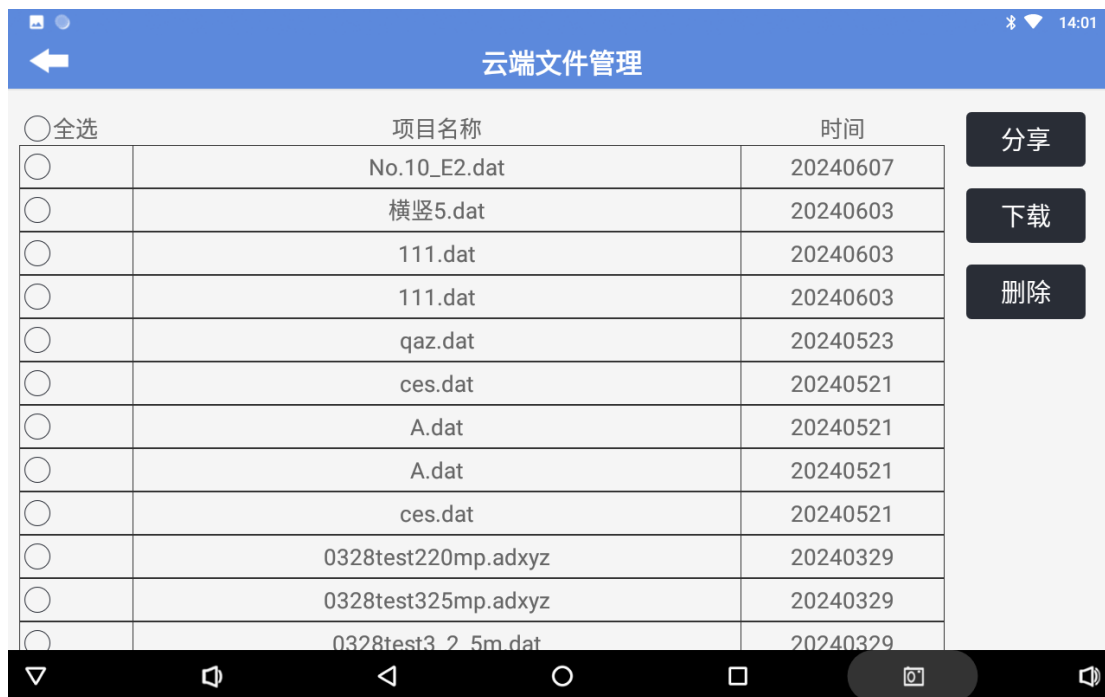 14:01
云端文件管理
全选 项目名称 时间 分享
No.10_E2.dat 20240607
横竖5.dat 20240603 下载
111.dat 20240603
111.dat 20240603 删除
qaz.dat 20240523
ces.dat 20240521
A.dat 20240521
A.dat 20240521
ces.dat 20240521
0328test220mp.adxyz 20240329
0328test325mp.adxyz 20240329
0328test3_2_5m.dat 20240329